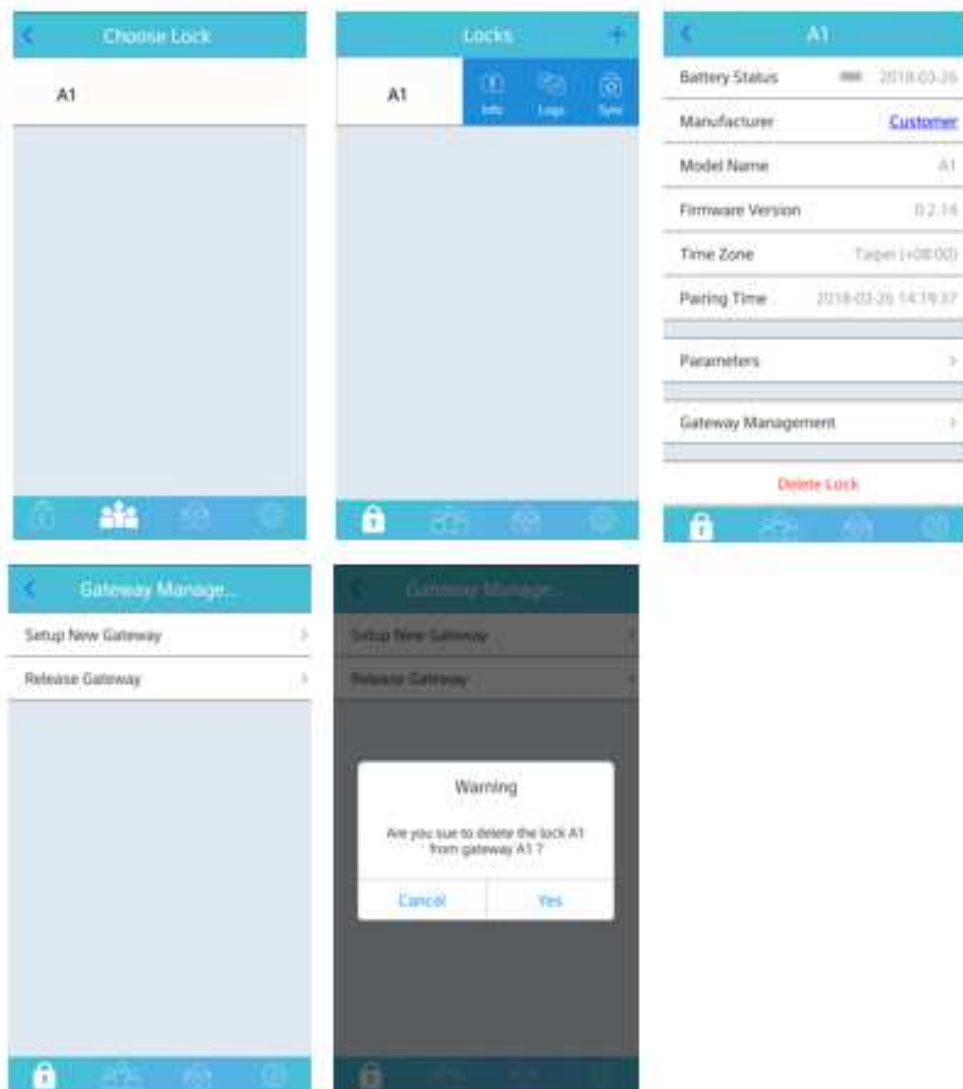 Choose Lock
A1
Locks +
A1 Info Logs Sync
A1
Battery Status 2018-03-26
Manufacturer Customer
Model Name A1
Firmware Version 0.2.14
Time Zone Taipei (+08:00)
Pairing Time 2018-03-26 14:19:37
Parameters >
Gateway Management >
Delete Lock
Gateway Manage...
Setup New Gateway >
Release Gateway >
Gateway Manage...
Setup New Gateway >
Release Gateway >
Warning
Are you sue to delete the lock A1
from gateway A1 ?
Cancel Yes